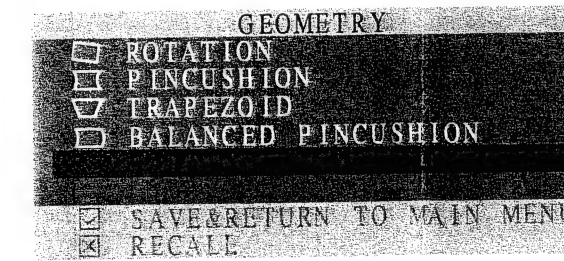 GEOMETRY
ROTATION
PINCUSHION
TRAPEZOID
BALANCED PINCUSHION
SAVE&RETURN TO MAIN MENU
RECALL